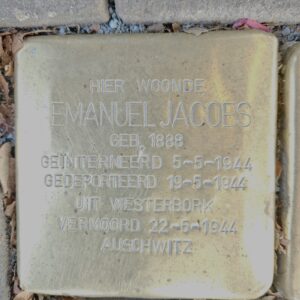 HIER WOONDE
EMANUEL JACOBS
GEB. 1888
GEÏNTERNEERD 5-5-1944
GEDEPORTEERD 19-5-1944
UIT WESTERBORK
VERMOORD 22-5-1944
AUSCHWITZ